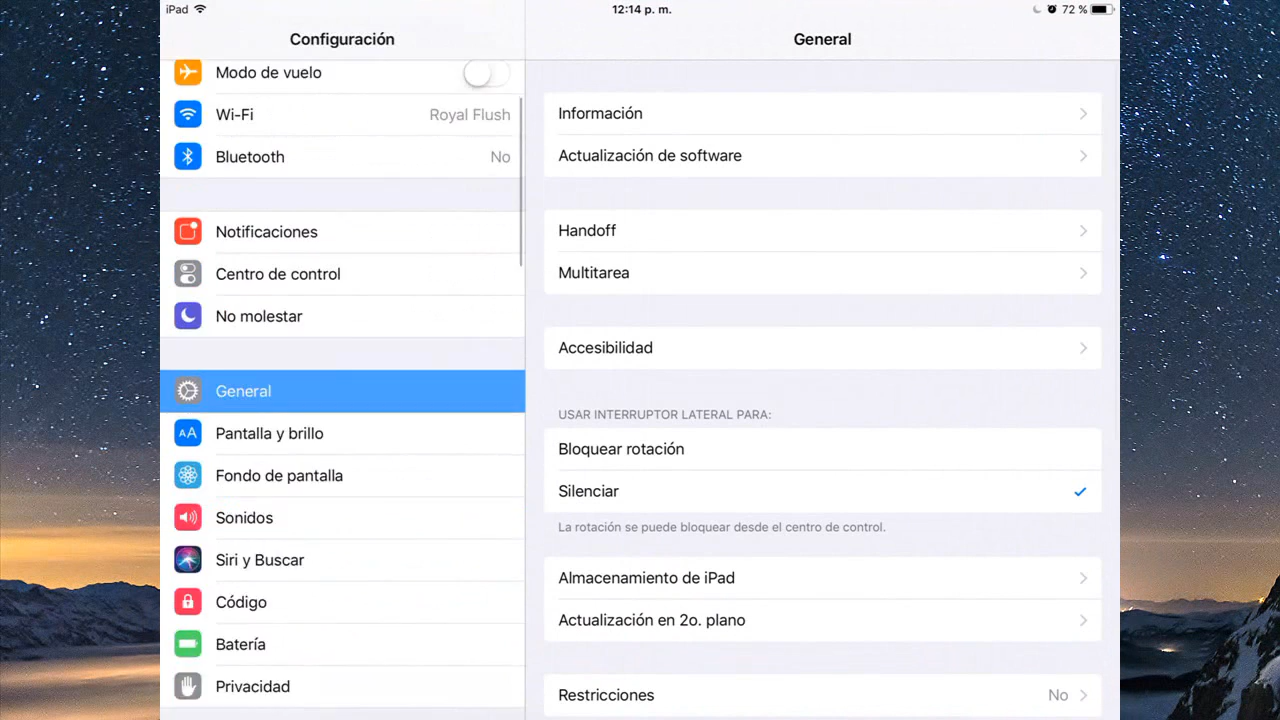 iPad
12:14 p. m.
72 %
Configuración
Modo de vuelo
Wi-Fi
Royal Flush
Bluetooth
No
Notificaciones
Centro de control
No molestar
General
AA Pantalla y brillo
Fondo de pantalla
Sonidos
Siri y Buscar
Código
Batería
Privacidad
General
Información
Actualización de software
Handoff
Multitarea
Accesibilidad
USAR INTERRUPTOR LATERAL PARA:
Bloquear rotación
Silenciar
La rotación se puede bloquear desde el centro de control.
Almacenamiento de iPad
Actualización en 2o. plano
Restricciones
No